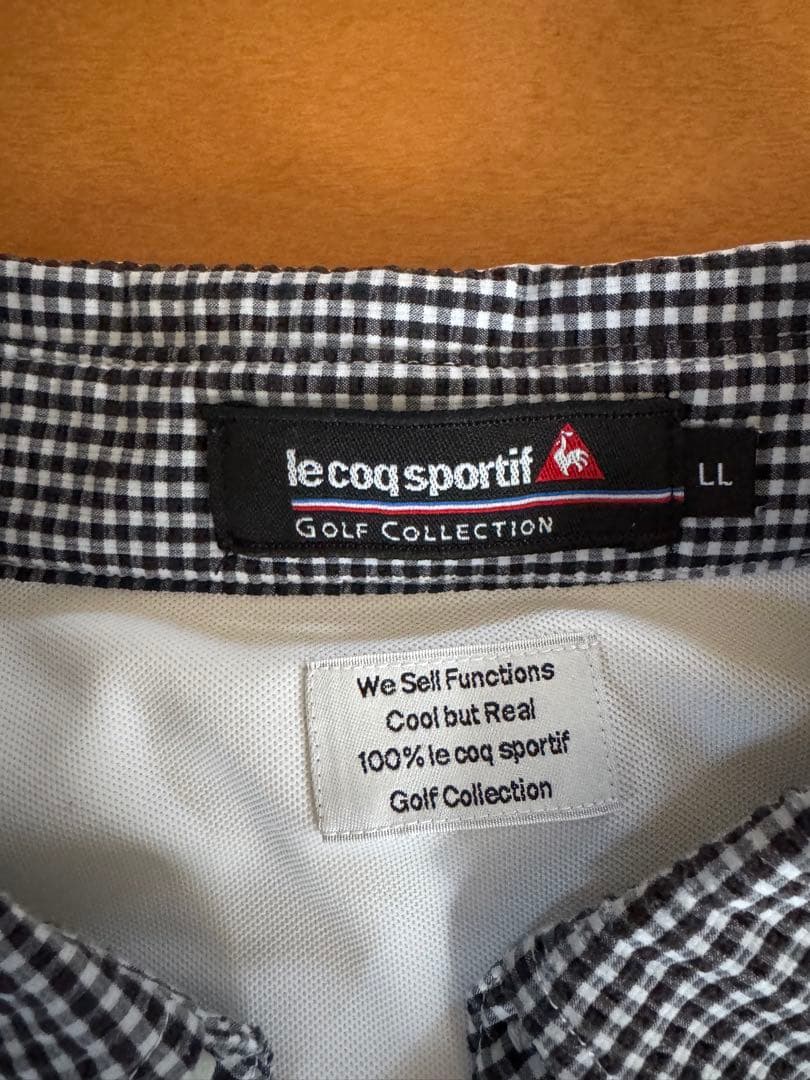 le coq sportif
GOLF COLLECTION
LL
We Sell Functions
Cool but Real
100% le coq sportif
Golf Collection